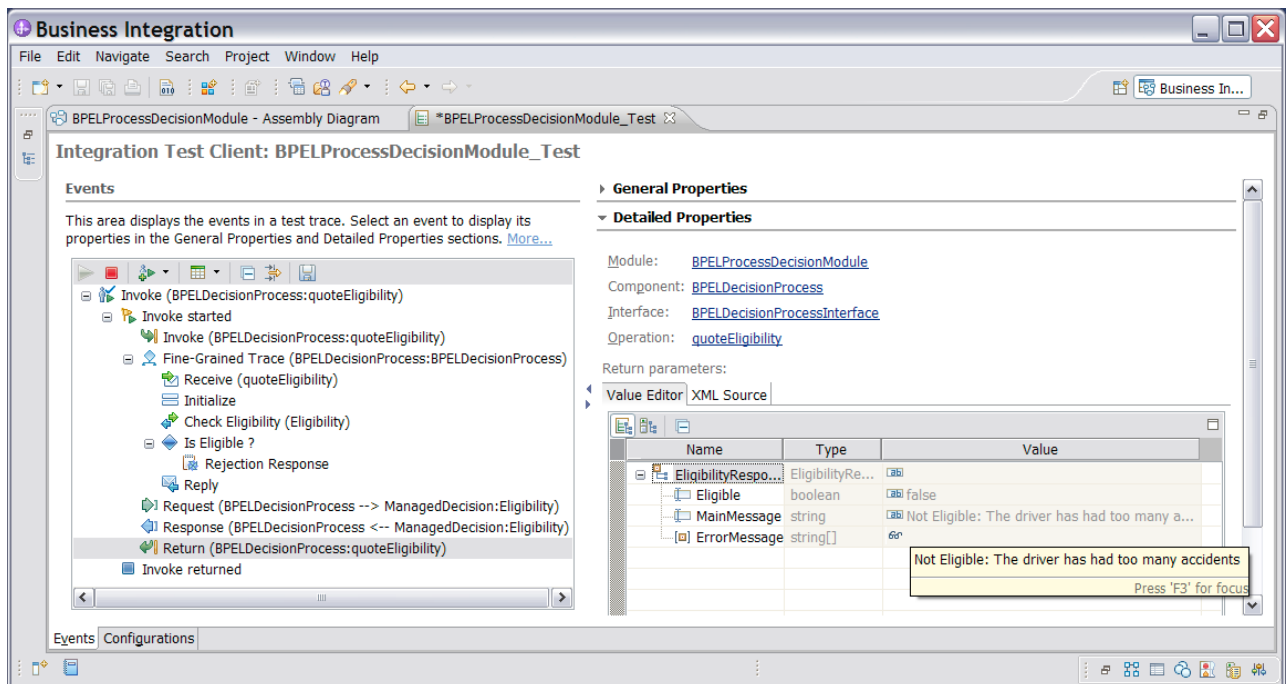 Business Integration
File Edit Navigate Search Project Window Help
Business In...
BPELProcessDecisionModule - Assembly Diagram
*BPELProcessDecisionModule_Test
Integration Test Client: BPELProcessDecisionModule_Test
Events
This area displays the events in a test trace. Select an event to display its
properties in the General Properties and Detailed Properties sections. More...
Invoke (BPELDecisionProcess:quoteEligibility)
Invoke started
Invoke (BPELDecisionProcess:quoteEligibility)
Fine-Grained Trace (BPELDecisionProcess:BPELDecisionProcess)
Receive (quoteEligibility)
Initialize
Check Eligibility (Eligibility)
Is Eligible ?
Rejection Response
Reply
Request (BPELDecisionProcess --> ManagedDecision:Eligibility)
Response (BPELDecisionProcess <-- ManagedDecision:Eligibility)
Return (BPELDecisionProcess:quoteEligibility)
Invoke returned
Events Configurations
General Properties
Detailed Properties
Module: BPELProcessDecisionModule
Component: BPELDecisionProcess
Interface: BPELDecisionProcessInterface
Operation: quoteEligibility
Return parameters:
Value Editor XML Source
Name Type Value
EligibilityRespo... EligibilityRe...
Eligible boolean false
MainMessage string Not Eligible: The driver has had too many a...
ErrorMessage string[]
Not Eligible: The driver has had too many accidents
Press 'F3' for focus